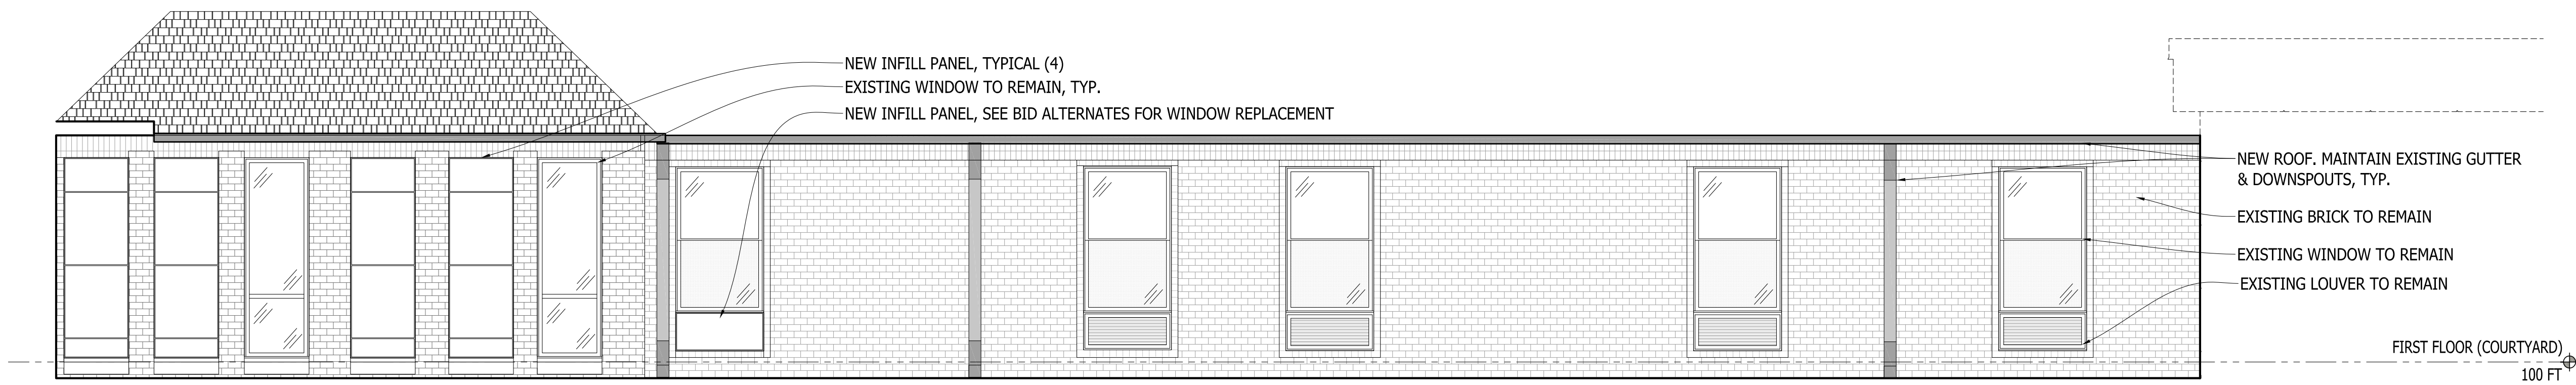 NEW INFILL PANEL, TYPICAL (4)
EXISTING WINDOW TO REMAIN, TYP.
NEW INFILL PANEL, SEE BID ALTERNATES FOR WINDOW REPLACEMENT
NEW ROOF. MAINTAIN EXISTING GUTTER
& DOWNSPOUTS, TYP.
EXISTING BRICK TO REMAIN
EXISTING WINDOW TO REMAIN
EXISTING LOUVER TO REMAIN
FIRST FLOOR (COURTYARD)
100 FT